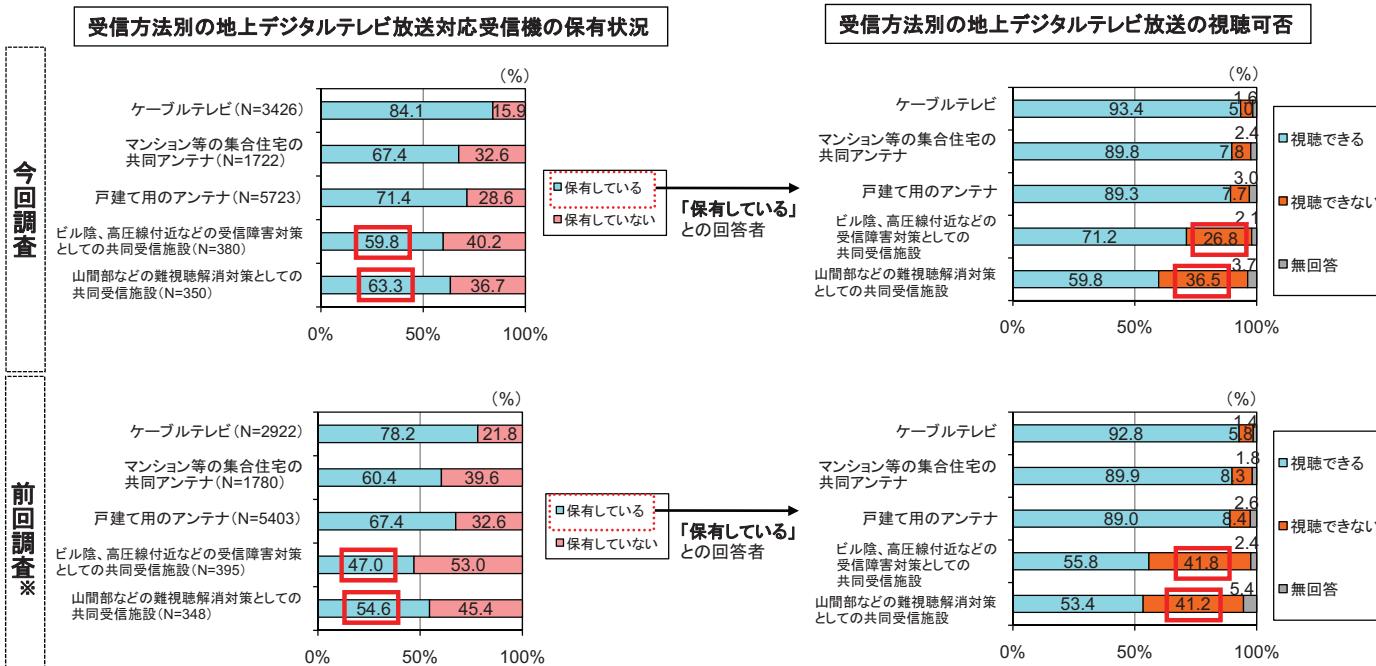 受信方法別の地上デジタルテレビ放送対応受信機の保有状況
受信方法別の地上デジタルテレビ放送の視聴可否
今回調査
(%)
ケーブルテレビ(N=3426)
84.1
15.9
マンション等の集合住宅の
共同アンテナ(N=1722)
67.4
32.6
戸建て用のアンテナ(N=5723)
71.4
28.6
ビル陰、高圧線付近などの受信障害対策
としての共同受信施設(N=380)
59.8
40.2
山間部などの難視聴解消対策としての
共同受信施設(N=350)
63.3
36.7
0%
50%
100%
保有している
保有していない
「保有している」
との回答者
(%)
ケーブルテレビ
93.4
5.0
1.6
マンション等の集合住宅の
共同アンテナ
89.8
7.8
2.4
戸建て用のアンテナ
89.3
7.7
3.0
ビル陰、高圧線付近などの
受信障害対策としての
共同受信施設
71.2
26.8
2.1
山間部などの難視聴解消対策
としての共同受信施設
59.8
36.5
3.7
0%
50%
100%
視聴できる
視聴できない
無回答
前回調査※
(%)
ケーブルテレビ(N=2922)
78.2
21.8
マンション等の集合住宅の
共同アンテナ(N=1780)
60.4
39.6
戸建て用のアンテナ(N=5403)
67.4
32.6
ビル陰、高圧線付近などの受信障害対策
としての共同受信施設(N=395)
47.0
53.0
山間部などの難視聴解消対策としての
共同受信施設(N=348)
54.6
45.4
0%
50%
100%
保有している
保有していない
「保有している」
との回答者
(%)
ケーブルテレビ
92.8
5.8
1.4
マンション等の集合住宅の
共同アンテナ
89.9
8.3
1.8
戸建て用のアンテナ
89.0
8.4
2.6
ビル陰、高圧線付近などの
受信障害対策としての
共同受信施設
55.8
41.8
2.4
山間部などの難視聴解消対策
としての共同受信施設
53.4
41.2
5.4
0%
50%
100%
視聴できる
視聴できない
無回答